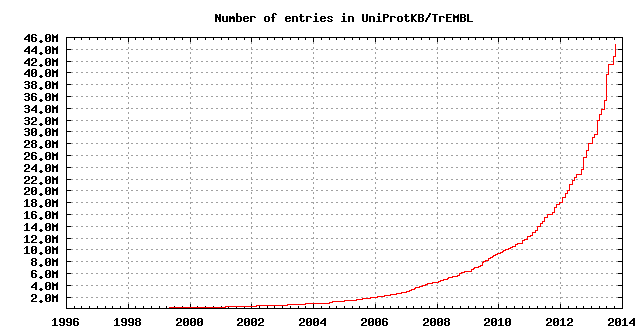 Number of entries in UniProtKB/TrEMBL
46.0M
44.0M
42.0M
40.0M
38.0M
36.0M
34.0M
32.0M
30.0M
28.0M
26.0M
24.0M
22.0M
20.0M
18.0M
16.0M
14.0M
12.0M
10.0M
8.0M
6.0M
4.0M
2.0M
1996 1998 2000 2002 2004 2006 2008 2010 2012 2014